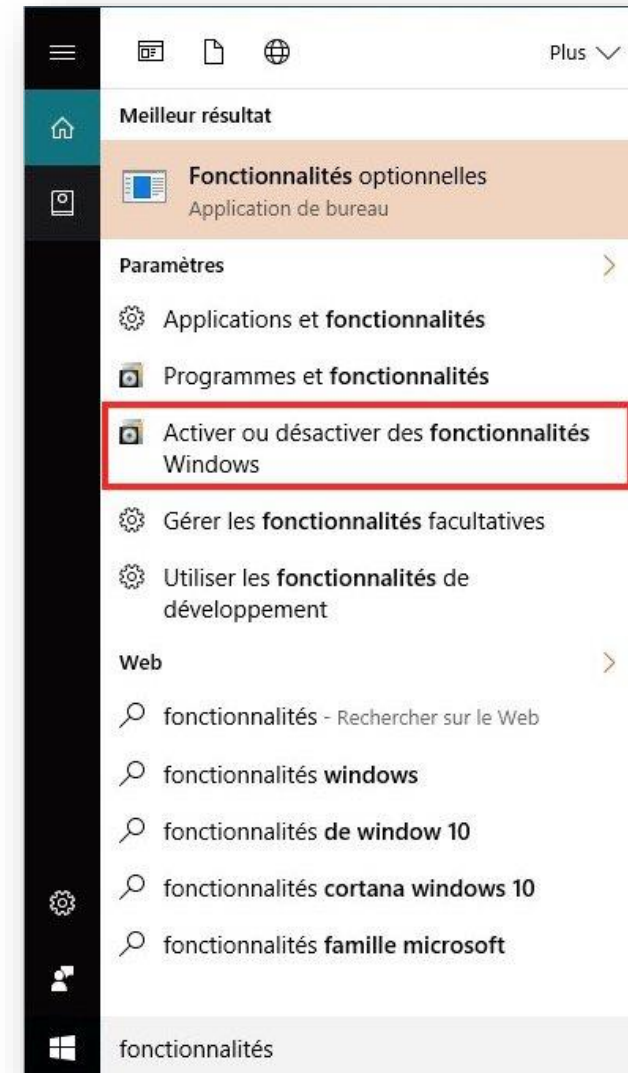 Plus
Meilleur résultat
Fonctionnalités optionnelles
Application de bureau
Paramètres
Applications et fonctionnalités
Programmes et fonctionnalités
Activer ou désactiver des fonctionnalités
Windows
Gérer les fonctionnalités facultatives
Utiliser les fonctionnalités de
développement
Web
fonctionnalités - Rechercher sur le Web
fonctionnalités windows
fonctionnalités de window 10
fonctionnalités cortana windows 10
fonctionnalités famille microsoft
fonctionnalités